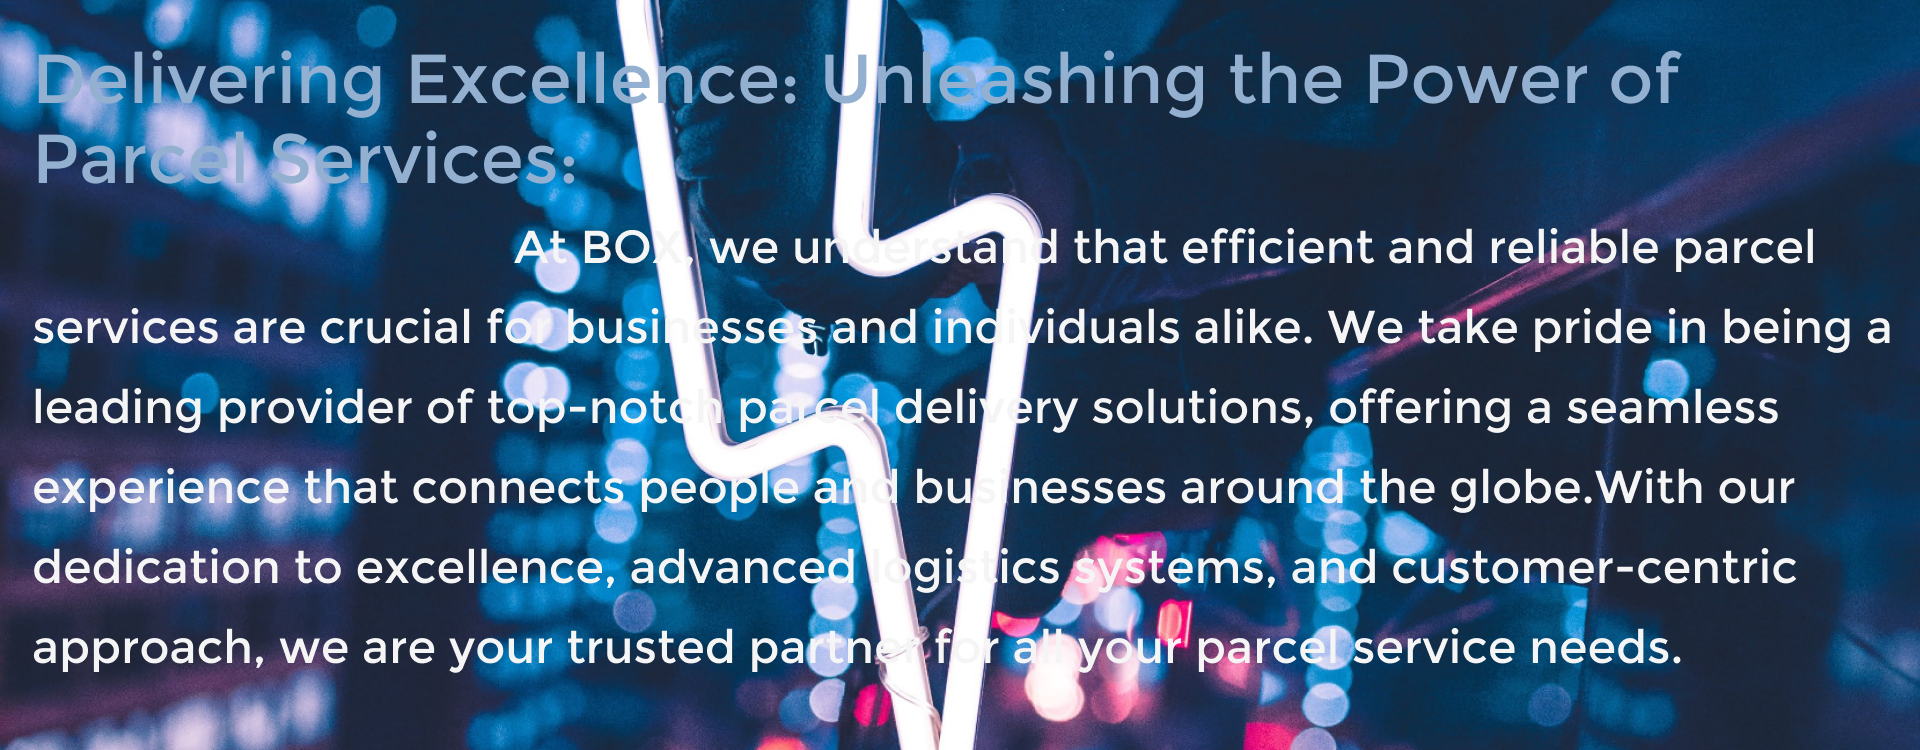 Delivering Excellence: Unleashing the Power of
Parcel Services:
At BOX, we understand that efficient and reliable parcel
services are crucial for businesses and individuals alike. We take pride in being a
leading provider of top-notch parcel delivery solutions, offering a seamless
experience that connects people and businesses around the globe.With our
dedication to excellence, advanced logistics systems, and customer-centric
approach, we are your trusted partner for all your parcel service needs.